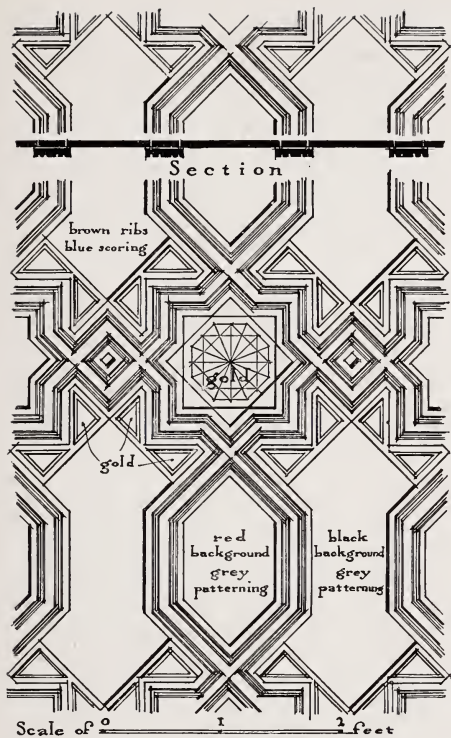 Section
brown ribs
blue scoring
gold
gold
red
background
grey
patterning
black
background
grey
patterning
Scale of 0 1 2 feet